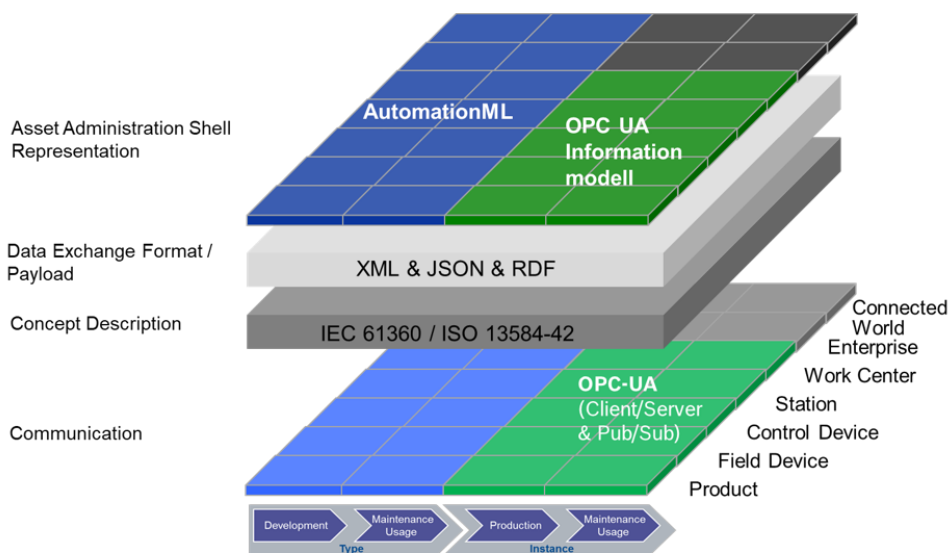 Asset Administration Shell
Representation
AutomationML
OPC UA
Information
modell
Data Exchange Format /
Payload
XML & JSON & RDF
Concept Description
IEC 61360 / ISO 13584-42
Communication
OPC-UA
(Client/Server
& Pub/Sub)
Connected
World
Enterprise
Work Center
Station
Control Device
Field Device
Product
Development
Maintenance
Usage
Production
Maintenance
Usage
Type
Instance